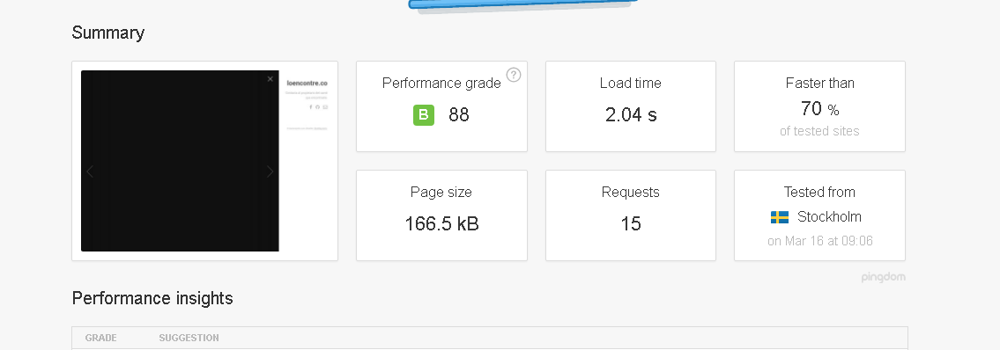 Summary
loencontre.co
Performance grade
?
B 88
Load time
2.04 s
Faster than
70 %
of tested sites
Page size
166.5 kB
Requests
15
Tested from
Stockholm
on Mar 16 at 09:06
pingdom
Performance insights
GRADE SUGGESTION